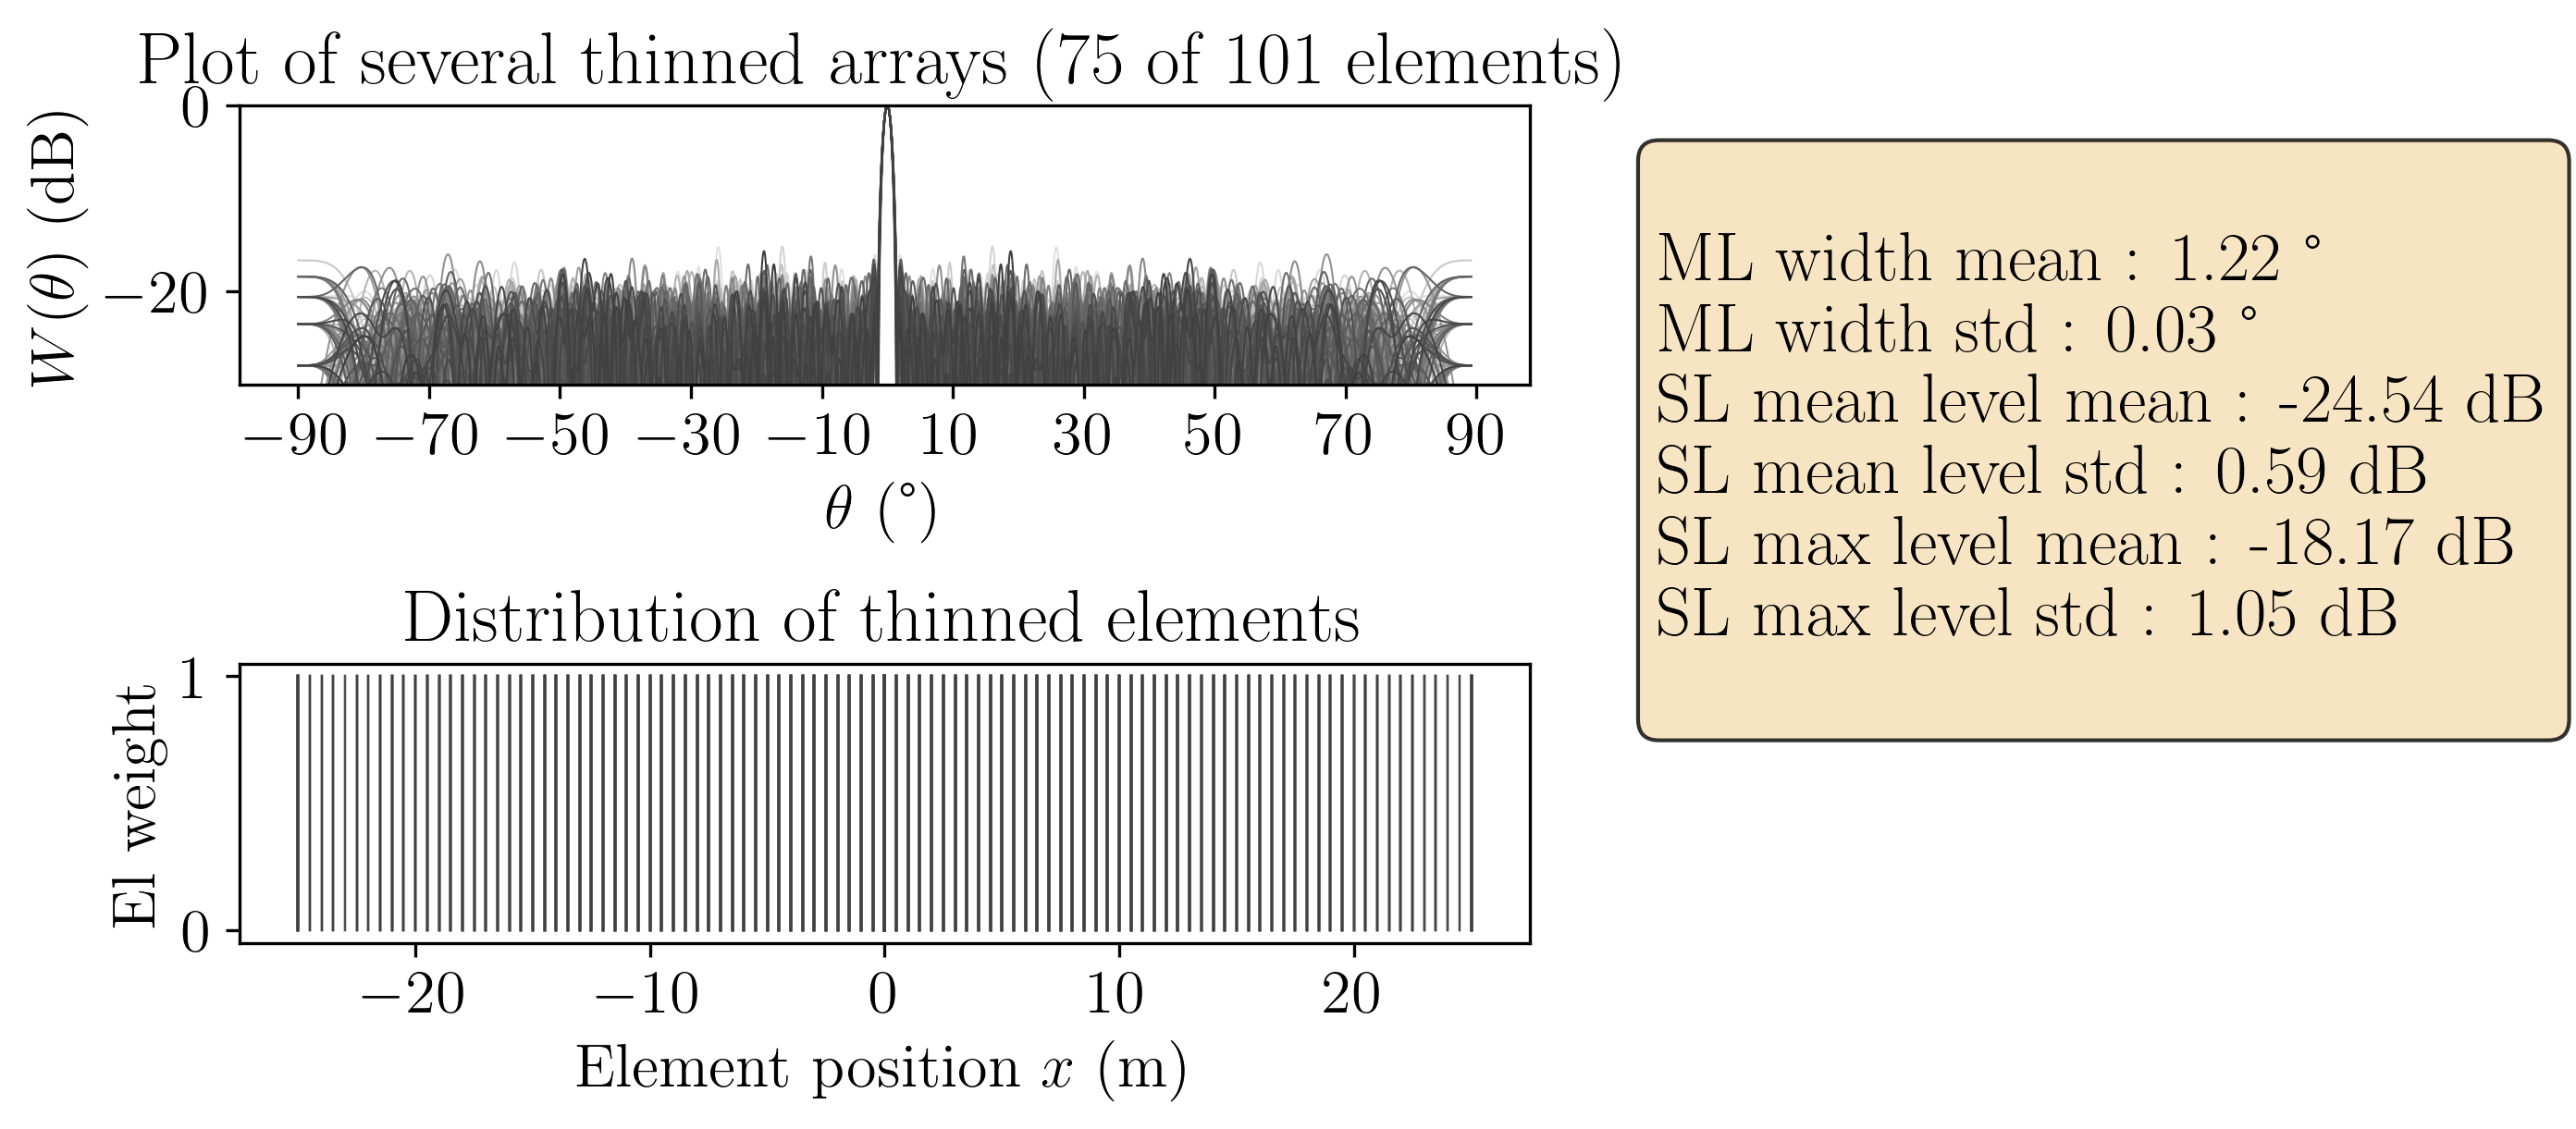 Plot of several thinned arrays (75 of 101 elements)
W(θ) (dB)
0
−20
−90 −70 −50 −30 −10 10 30 50 70 90
θ (°)
ML width mean : 1.22 °
ML width std : 0.03 °
SL mean level mean : -24.54 dB
SL mean level std : 0.59 dB
SL max level mean : -18.17 dB
SL max level std : 1.05 dB
Distribution of thinned elements
El weight
1
0
−20 −10 0 10 20
Element position x (m)